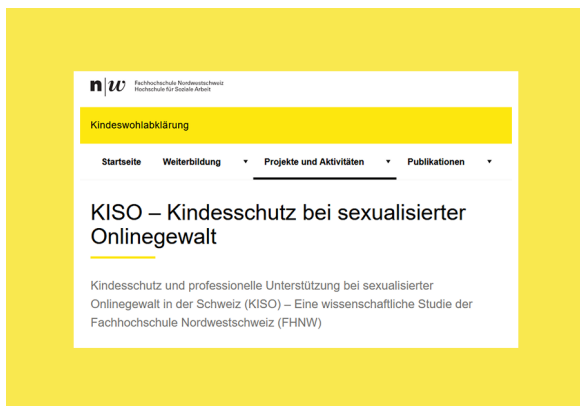 n|w Fachhochschule Nordwestschweiz
Hochschule für Soziale Arbeit
Kindeswohlabklärung
Startseite Weiterbildung Projekte und Aktivitäten Publikationen
KISO – Kindesschutz bei sexualisierter
Onlinegewalt
Kindesschutz und professionelle Unterstützung bei sexualisierter
Onlinegewalt in der Schweiz (KISO) – Eine wissenschaftliche Studie der
Fachhochschule Nordwestschweiz (FHNW)